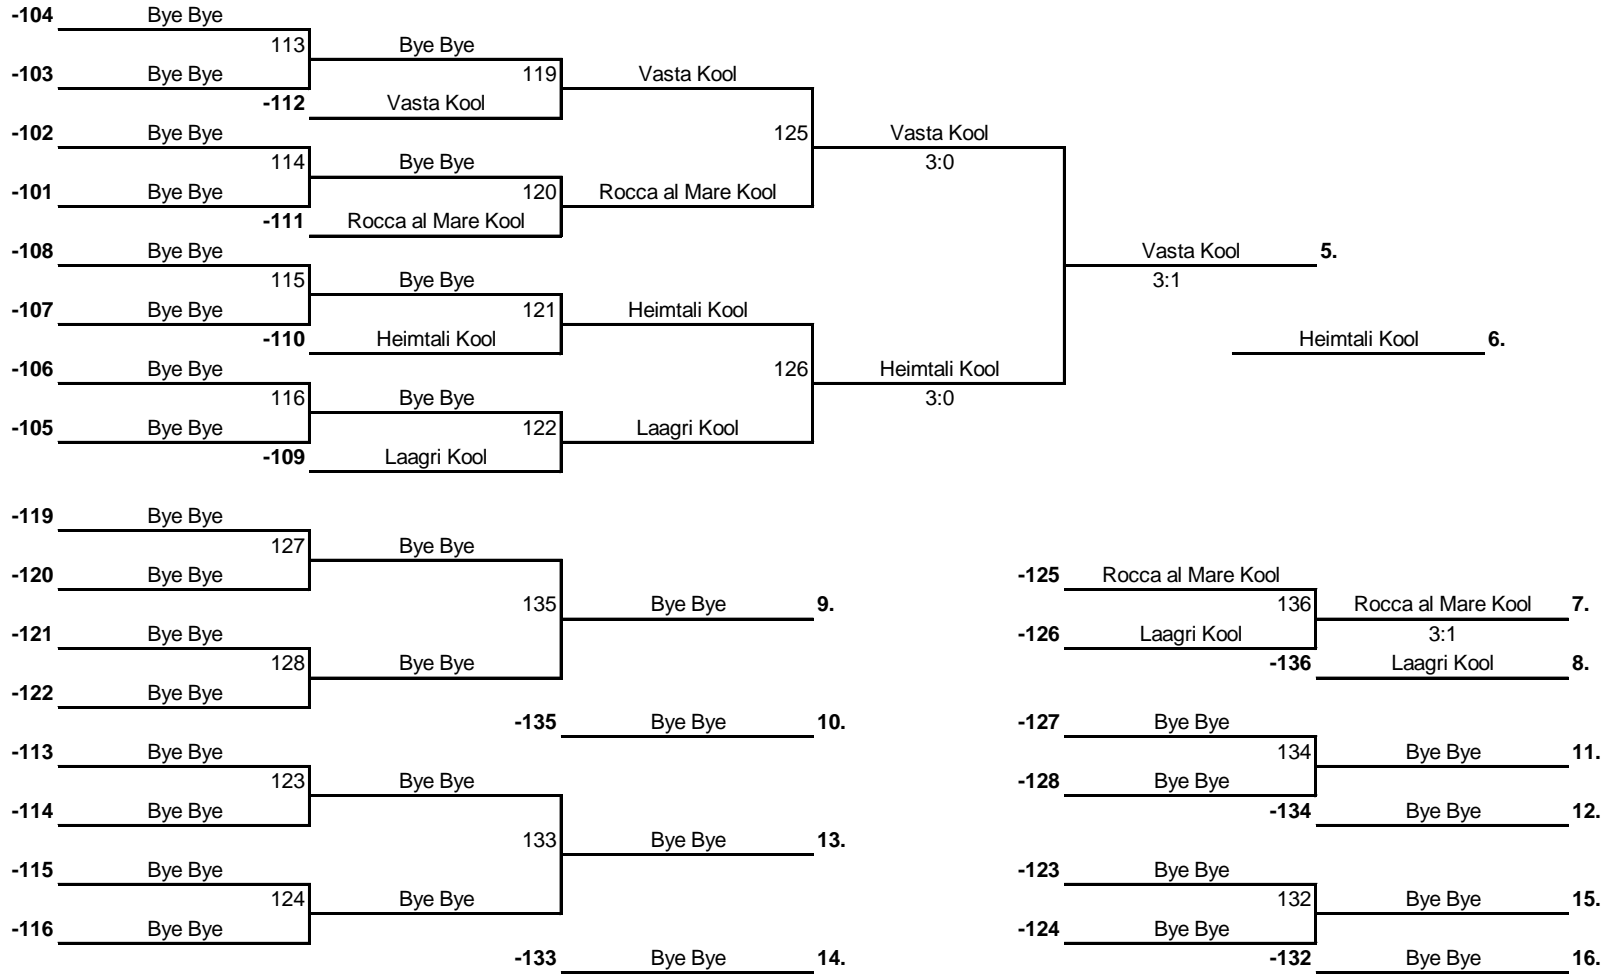 -104 Bye Bye
113 Bye Bye
-103 Bye Bye 119 Vasta Kool
-112 Vasta Kool
-102 Bye Bye 125 Vasta Kool
114 Bye Bye 3:0
-101 Bye Bye 120 Rocca al Mare Kool
-111 Rocca al Mare Kool
-108 Bye Bye Vasta Kool 5.
115 Bye Bye 3:1
-107 Bye Bye 121 Heimtali Kool
-110 Heimtali Kool Heimtali Kool 6.
-106 Bye Bye 126 Heimtali Kool
116 Bye Bye 3:0
-105 Bye Bye 122 Laagri Kool
-109 Laagri Kool
-119 Bye Bye
127 Bye Bye
-120 Bye Bye -125 Rocca al Mare Kool
135 Bye Bye 9. 136 Rocca al Mare Kool 7.
-121 Bye Bye -126 Laagri Kool 3:1
128 Bye Bye -136 Laagri Kool 8.
-122 Bye Bye
-135 Bye Bye 10. -127 Bye Bye
-113 Bye Bye 134 Bye Bye 11.
123 Bye Bye -128 Bye Bye
-114 Bye Bye -134 Bye Bye 12.
133 Bye Bye 13.
-115 Bye Bye -123 Bye Bye
124 Bye Bye 132 Bye Bye 15.
-116 Bye Bye -124 Bye Bye
-133 Bye Bye 14. -132 Bye Bye 16.